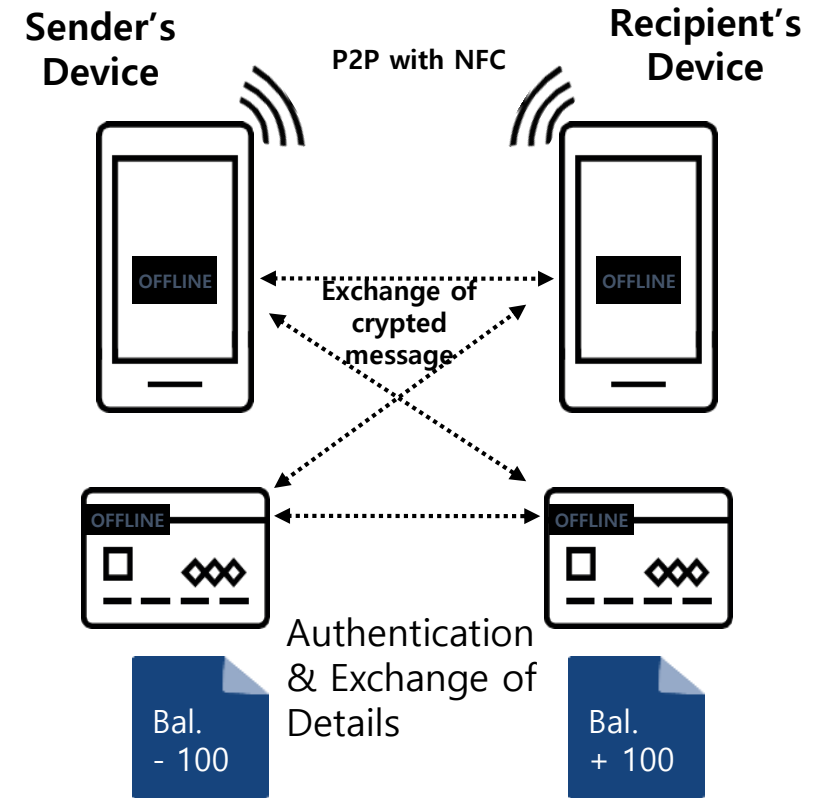 Sender's
Device
P2P with NFC
Recipient's
Device
OFFLINE
OFFLINE
Exchange of
crypted
message
OFFLINE
OFFLINE
Authentication
& Exchange of
Details
Bal.
- 100
Bal.
+ 100